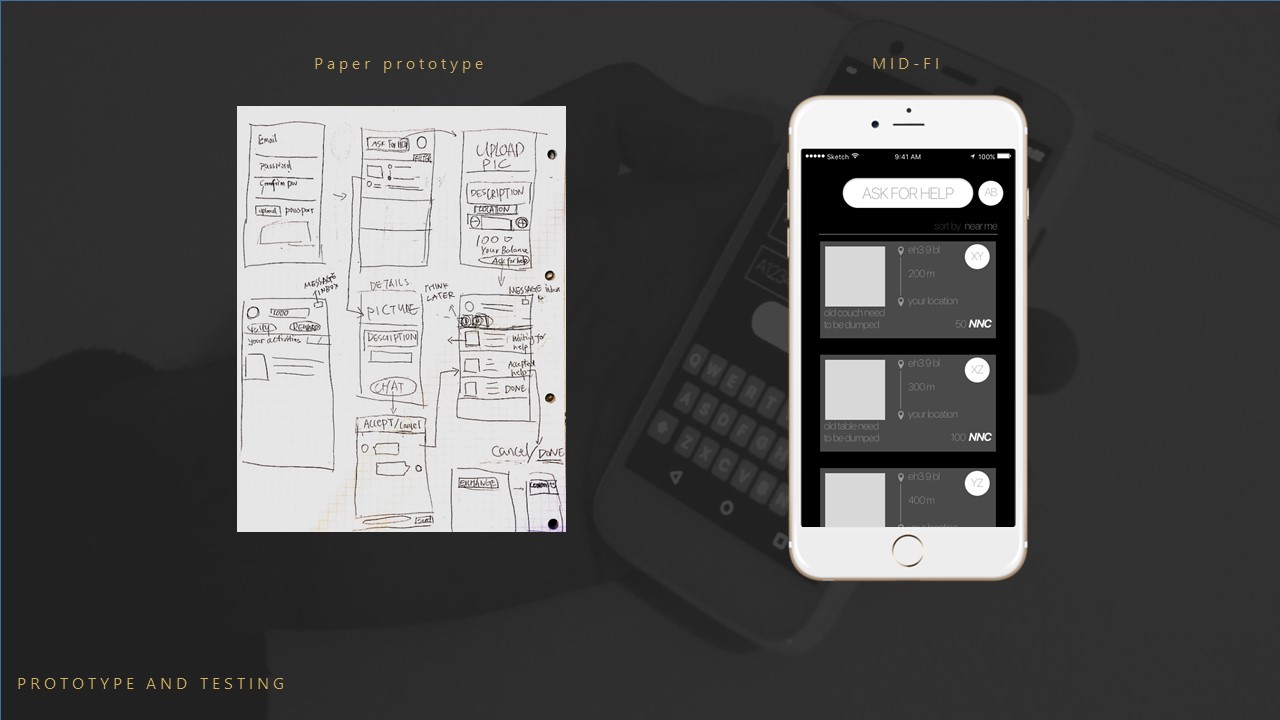 Paper prototype
MID-FI
Email
Password
Confirm pw
upload passport
ASK for HELP
UPLOAD
PIC
DESCRIPTION
LOCATION
100
Your Balance
Ask for help
MESSAGE
INBOX
1000
your activities
DETAILS
PICTURE
DESCRIPTION
CHAT
THINK
LATER
MESSAGE inbox
Waiting for
help
Accepted
help
DONE
ACCEPT/Cancel
Send
Cancel/DONE
EXCHANGE
Sketch
9:41 AM
100%
ASK FOR HELP
AB
sort by near me
eh3 9 bl
XY
200 m
your location
old couch need
to be dumped
50 NNC
eh3 9 bl
XZ
300 m
your location
old table need
to be dumped
100 NNC
eh3 9 bl
YZ
400 m
Q W E R T
A S D F G
Z X C V B
PROTOTYPE AND TESTING